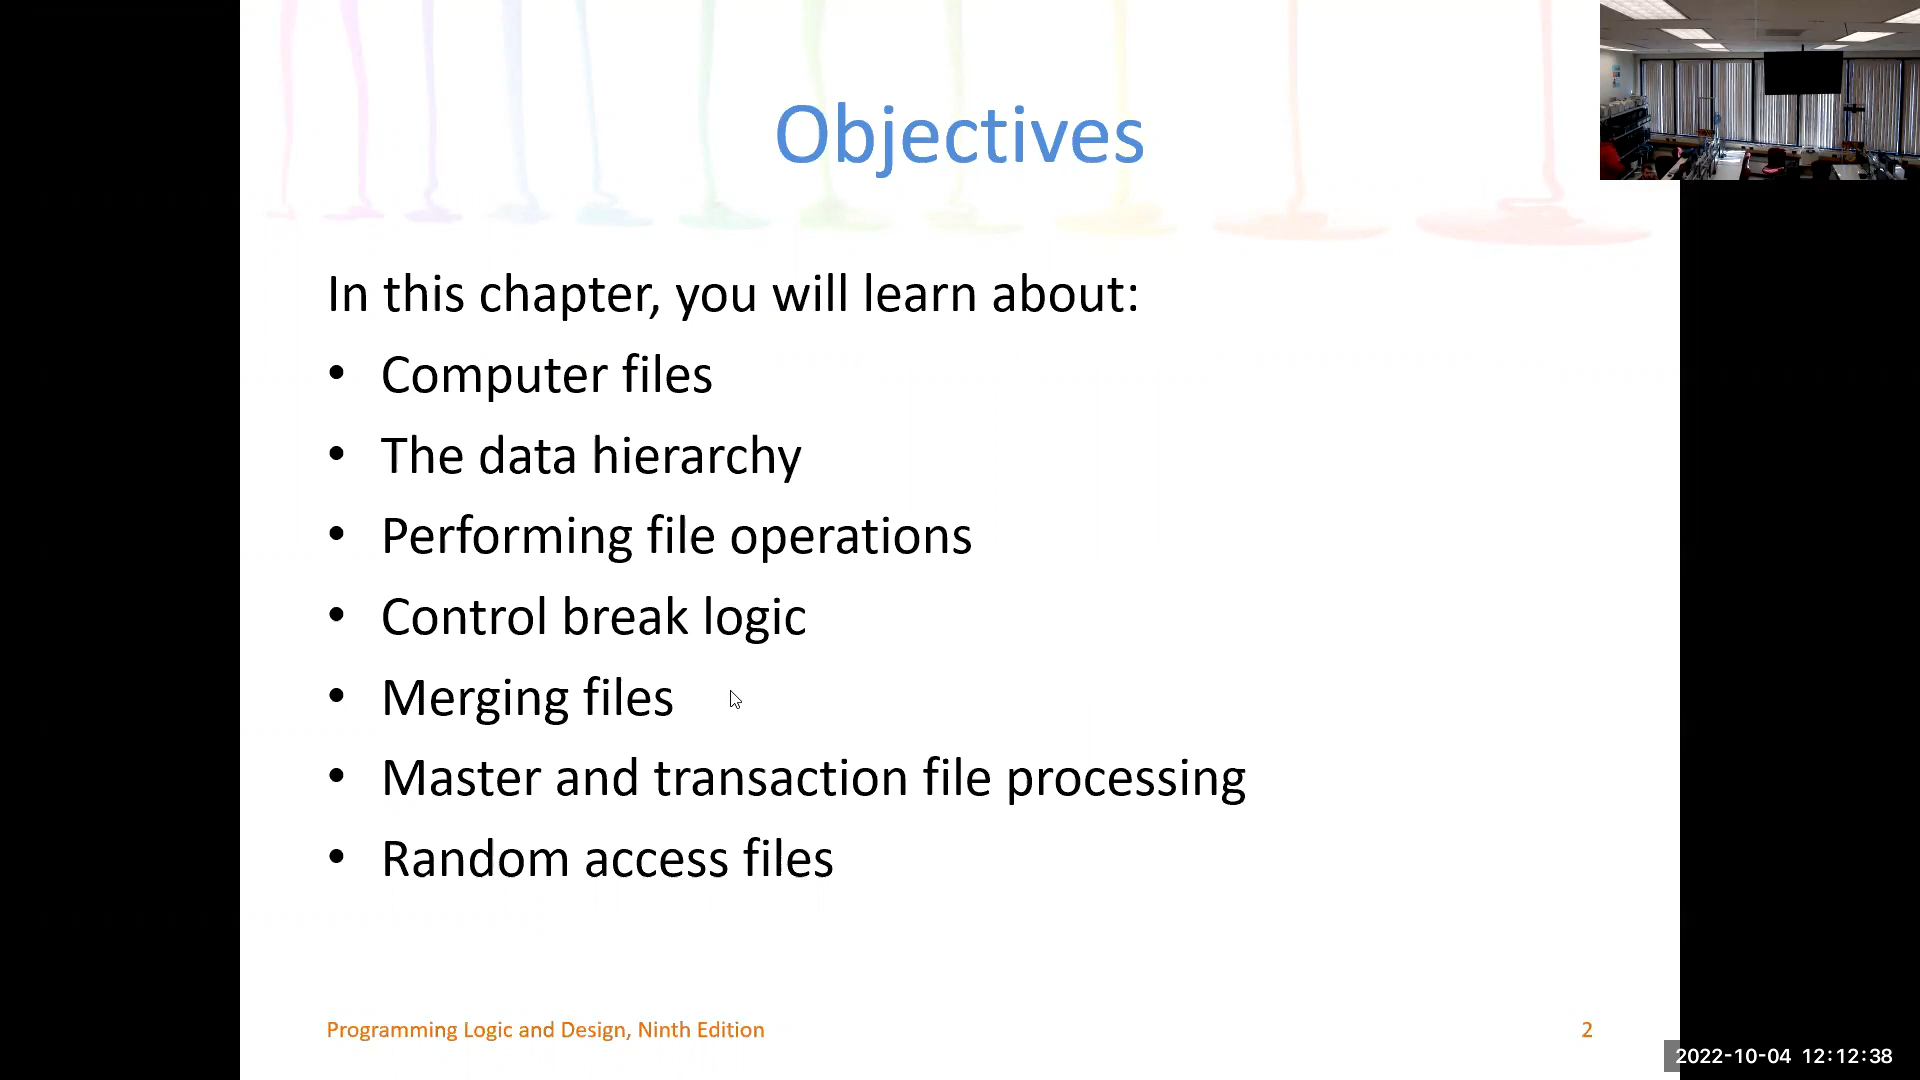 Objectives
In this chapter, you will learn about:
• Computer files
• The data hierarchy
• Performing file operations
• Control break logic
• Merging files
• Master and transaction file processing
• Random access files
Programming Logic and Design, Ninth Edition
2
2022-10-04 12:12:38